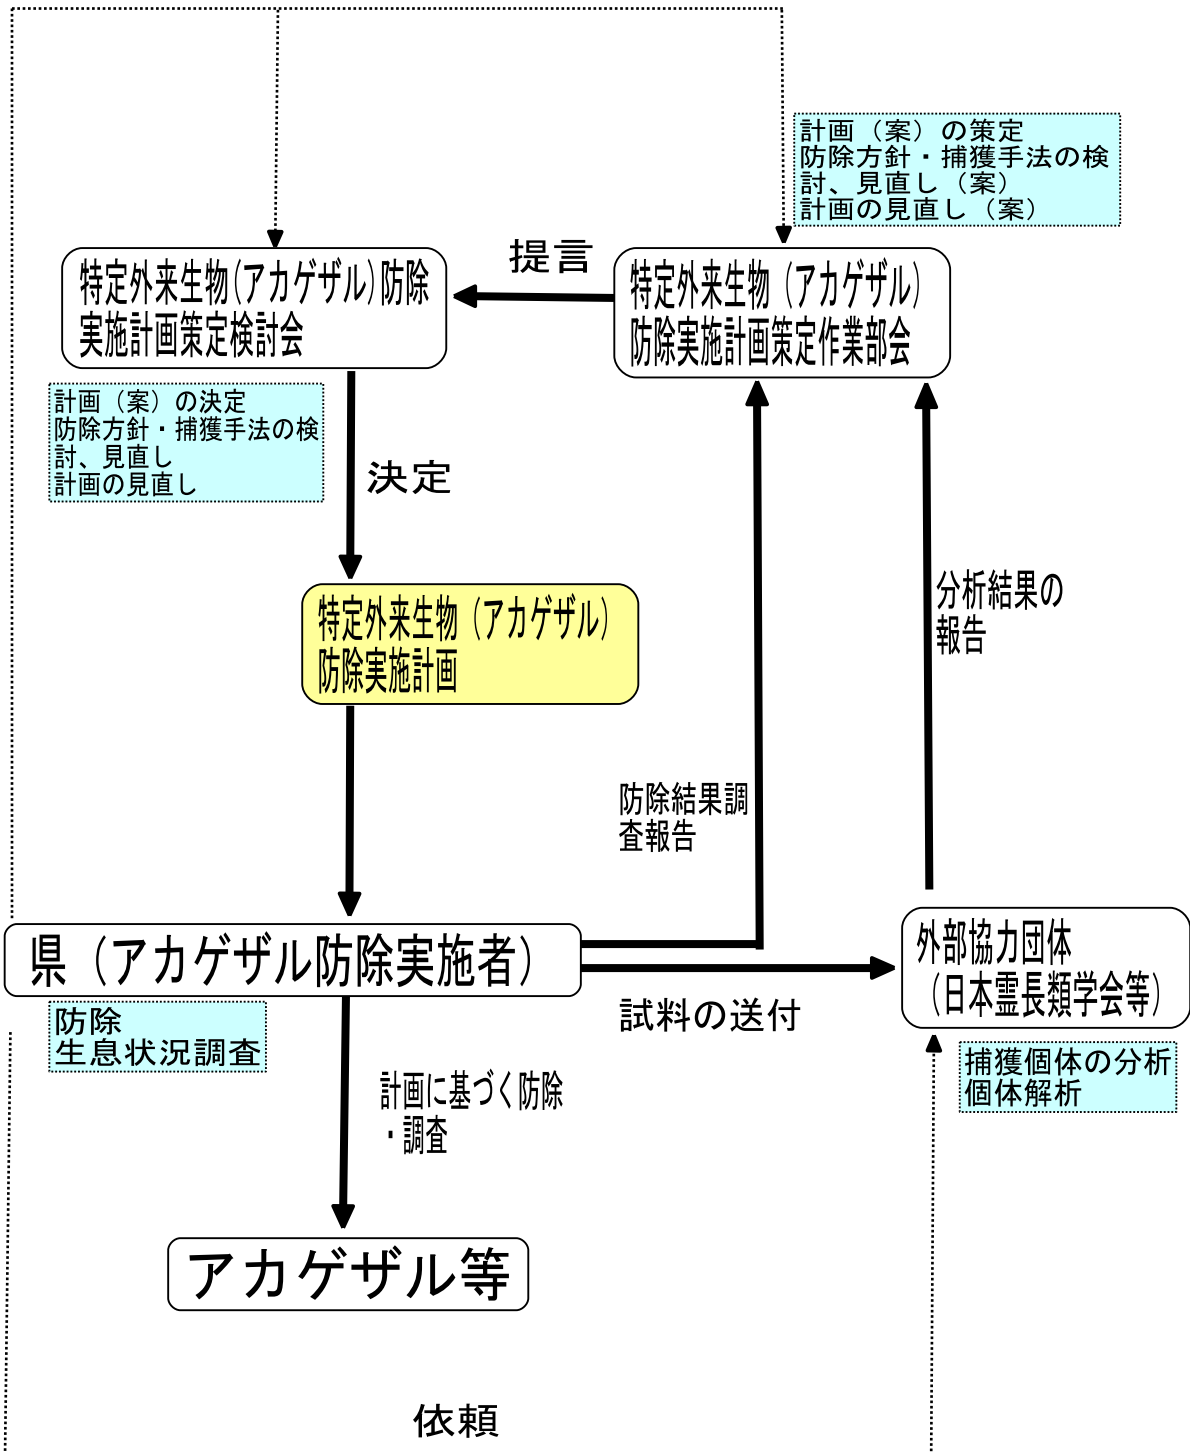 計画（案）の策定
防除方針・捕獲手法の検
討、見直し（案）
計画の見直し（案）
提言
特定外来生物(アカゲザル)防除
実施計画策定検討会
特定外来生物（アカゲザル）
防除実施計画策定作業部会
計画（案）の決定
防除方針・捕獲手法の検
討、見直し
計画の見直し
決定
特定外来生物（アカゲザル）
防除実施計画
分析結果の
報告
防除結果調
査報告
県（アカゲザル防除実施者）
外部協力団体
（日本霊長類学会等）
防除
生息状況調査
試料の送付
捕獲個体の分析
個体解析
計画に基づく防除
・調査
アカゲザル等
依頼